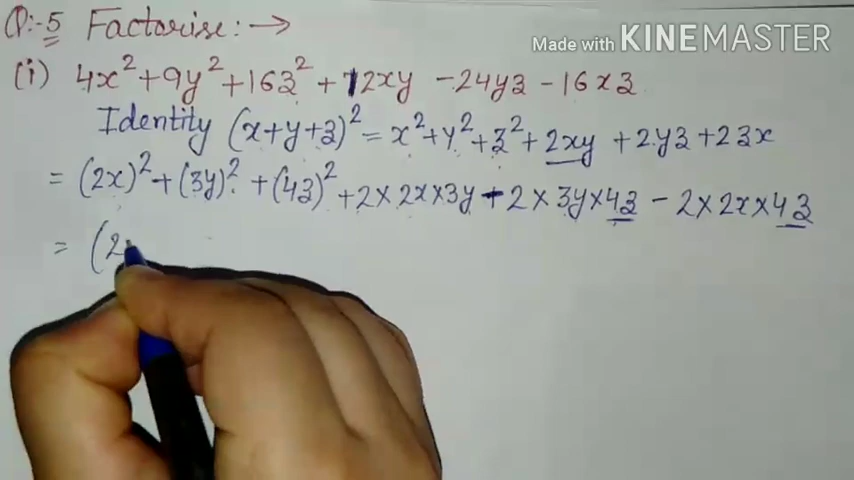 Q:-5 Factorise:→
Made with KINEMASTER
(i) 4x²+9y²+16z²+12xy -24yz-16xz
Identity (x+y+z)²=x²+y²+z²+2xy+2yz+2zx
=(2x)²+(3y)²+(4z)²+2×2x×3y-2×3y×4z-2×2x×4z
=(2